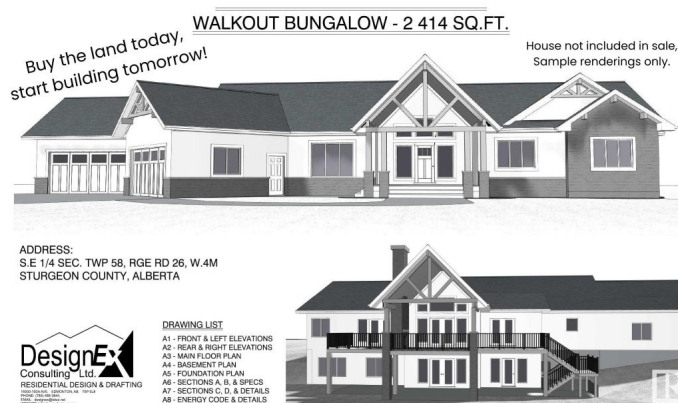 WALKOUT BUNGALOW - 2 414 SQ.FT.
Buy the land today,
start building tomorrow!
House not included in sale,
Sample renderings only.
ADDRESS:
S.E 1/4 SEC. TWP 58, RGE RD 26, W.4M
STURGEON COUNTY, ALBERTA
DesignEx
Consulting Ltd.
RESIDENTIAL DESIGN & DRAFTING
DRAWING LIST
A1 - FRONT & LEFT ELEVATIONS
A2 - REAR & RIGHT ELEVATIONS
A3 - MAIN FLOOR PLAN
A4 - BASEMENT PLAN
A5 - FOUNDATION PLAN
A6 - SECTIONS A, B, & SPECS
A7 - SECTIONS C, D, & DETAILS
A8 - ENERGY CODE & DETAILS